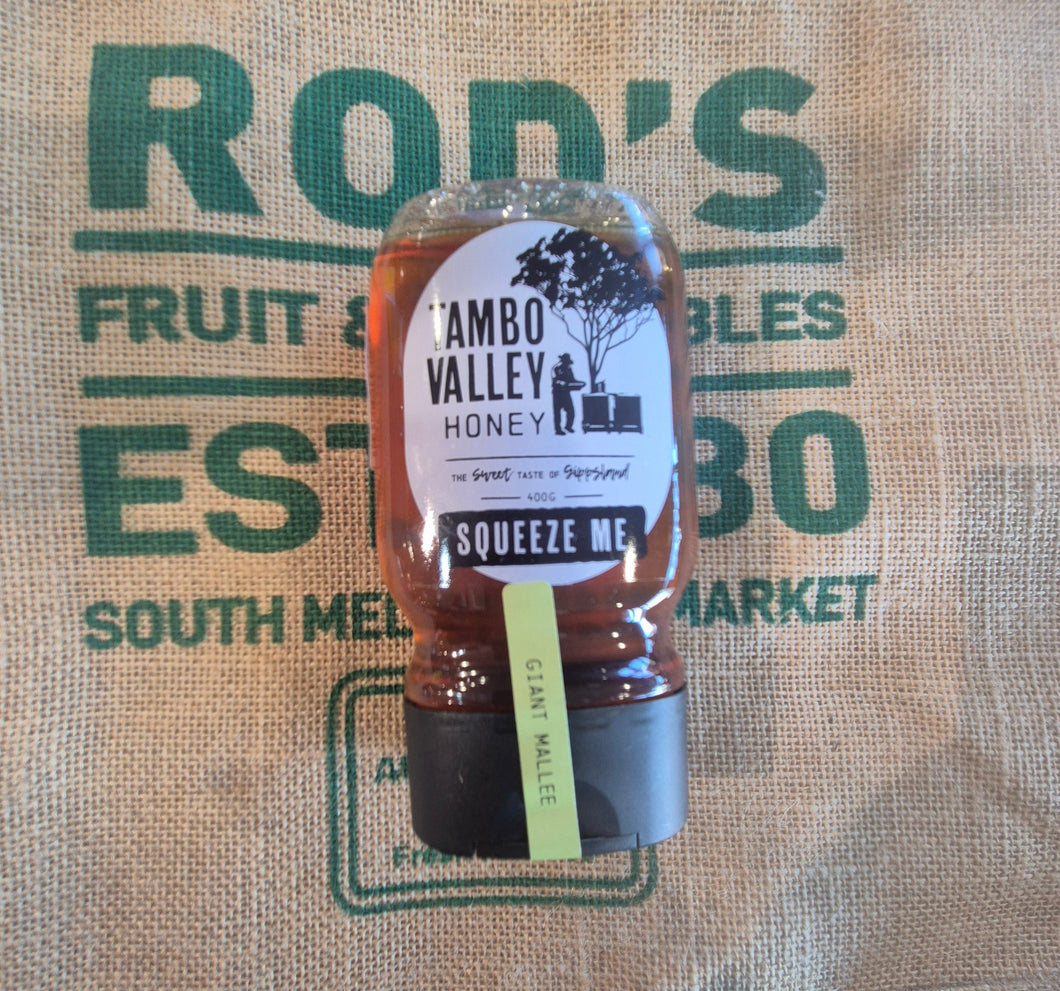 ROD'S
FRUIT &
BLES
EST
80
SOUTH
MARKET
TAMBO
VALLEY
HONEY
THE Sweet TASTE OF Gippsland
400G
SQUEEZE ME
GIANT MALLEE